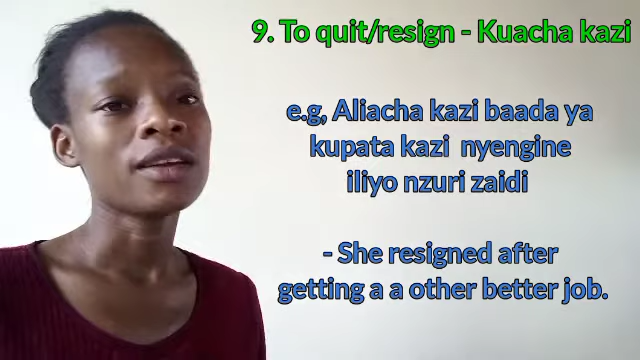 9. To quit/resign - Kuacha kazi
e.g, Aliacha kazi baada ya
kupata kazi nyengine
iliyo nzuri zaidi
- She resigned after
getting a a other better job.